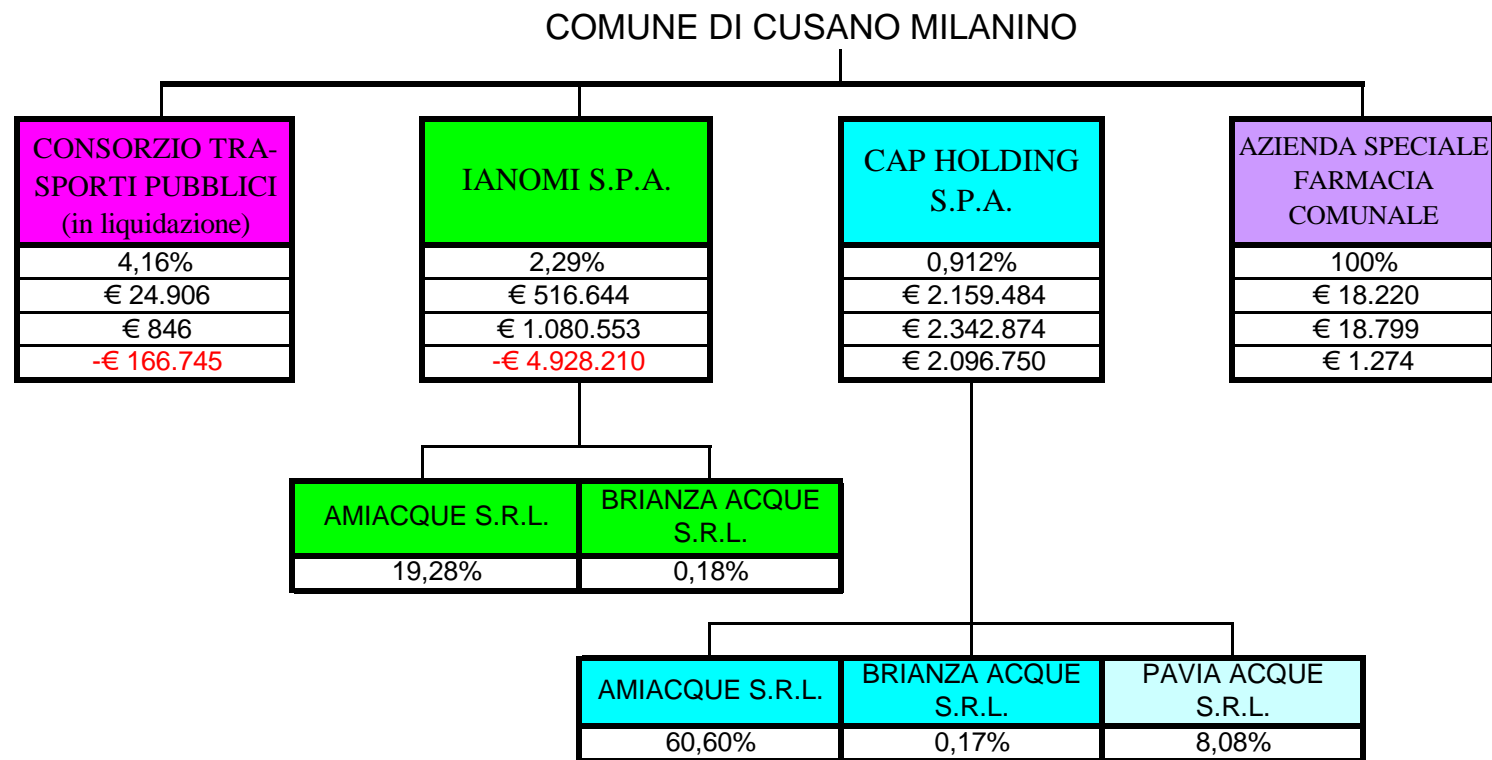 COMUNE DI CUSANO MILANINO
CONSORZIO TRA-
SPORTI PUBBLICI
(in liquidazione)
4,16%
€ 24.906
€ 846
-€ 166.745
IANOMI S.P.A.
2,29%
€ 516.644
€ 1.080.553
-€ 4.928.210
CAP HOLDING
S.P.A.
0,912%
€ 2.159.484
€ 2.342.874
€ 2.096.750
AZIENDA SPECIALE
FARMACIA
COMUNALE
100%
€ 18.220
€ 18.799
€ 1.274
AMIACQUE S.R.L.
19,28%
BRIANZA ACQUE
S.R.L.
0,18%
AMIACQUE S.R.L.
60,60%
BRIANZA ACQUE
S.R.L.
0,17%
PAVIA ACQUE
S.R.L.
8,08%